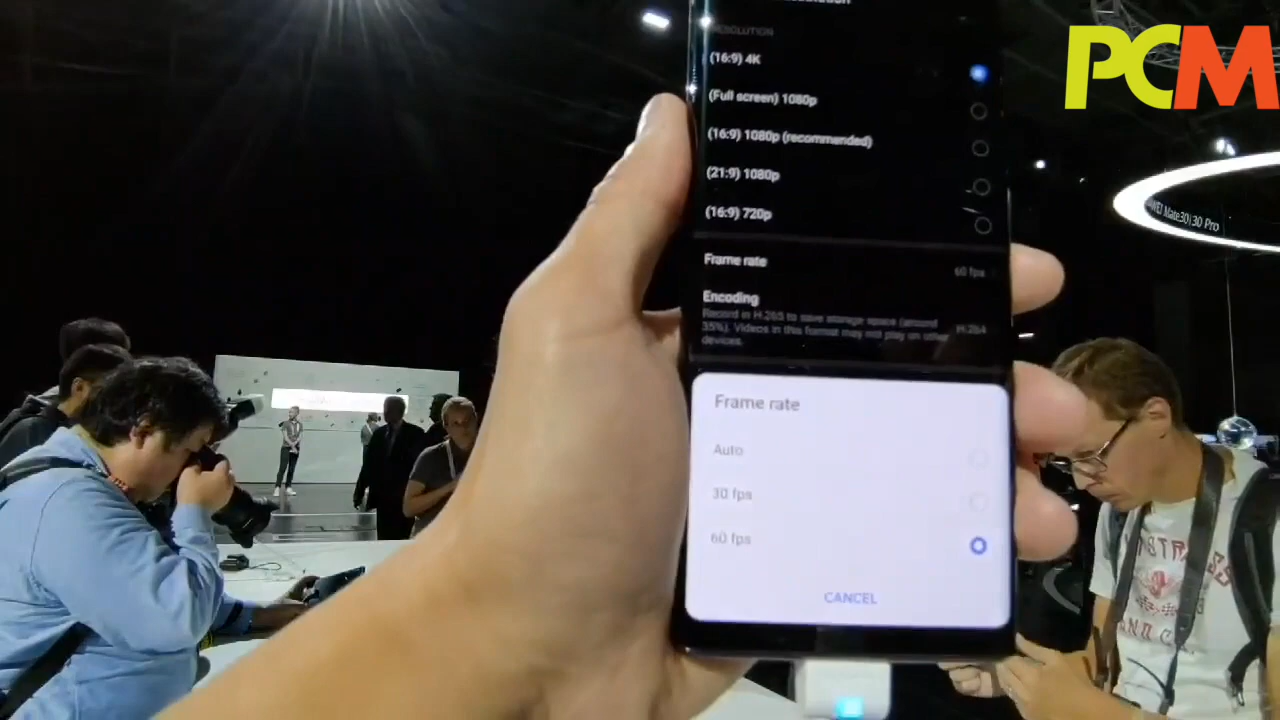 PCM
RESOLUTION
(16:9) 4K
(Full screen) 1080p
(16:9) 1080p (recommended)
(21:9) 1080p
(16:9) 720p
Frame rate
60 fps
Encoding
Record in H.265 to save storage space (around
35%). Videos in this format may not play on other
devices.
H.264
Frame rate
Auto
30 fps
60 fps
CANCEL
Mate30|30 Pro